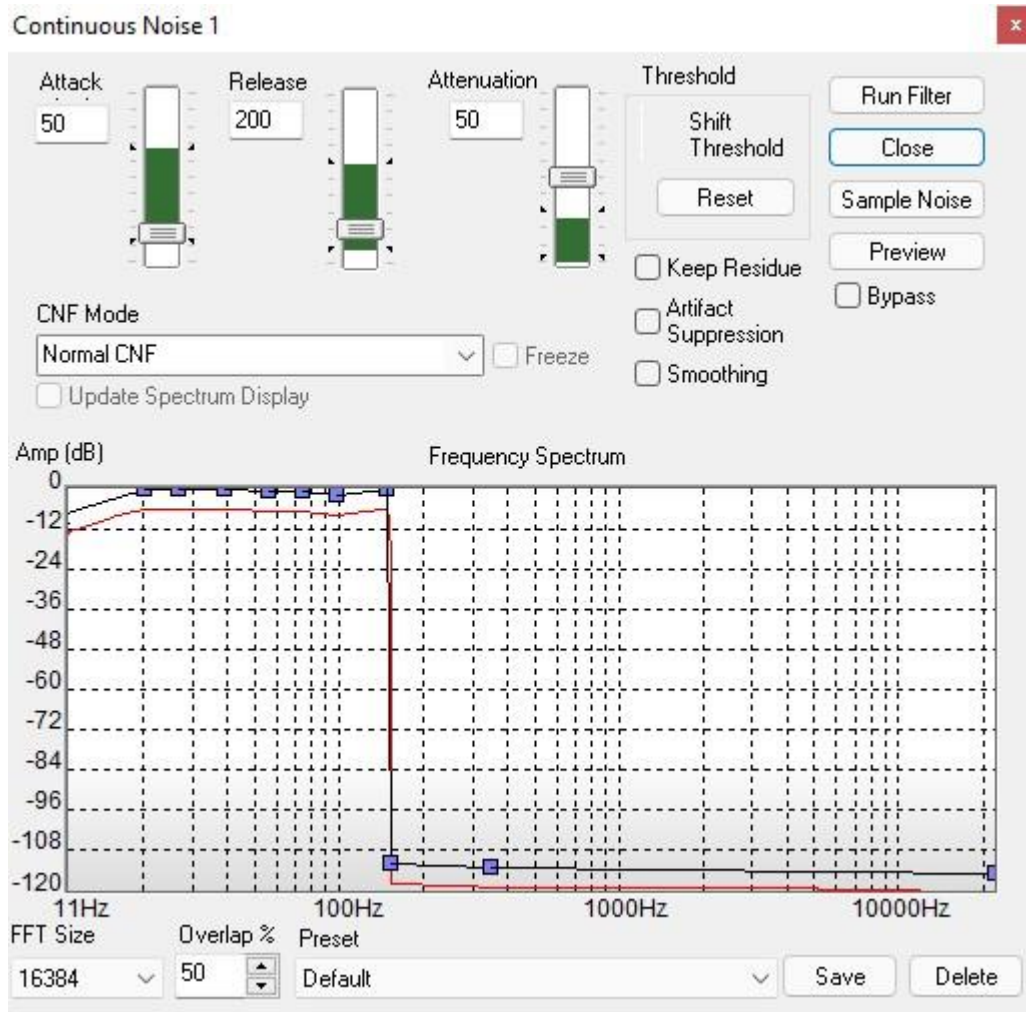 Continuous Noise 1
x
Attack
50
Release
200
Attenuation
50
Threshold
Shift
Threshold
Reset
Run Filter
Close
Sample Noise
Preview
Bypass
Keep Residue
Artifact
Suppression
Smoothing
CNF Mode
Normal CNF
Freeze
Update Spectrum Display
Amp (dB)
Frequency Spectrum
0
-12
-24
-36
-48
-60
-72
-84
-96
-108
-120
11Hz
100Hz
1000Hz
10000Hz
FFT Size
16384
Overlap %
50
Preset
Default
Save
Delete